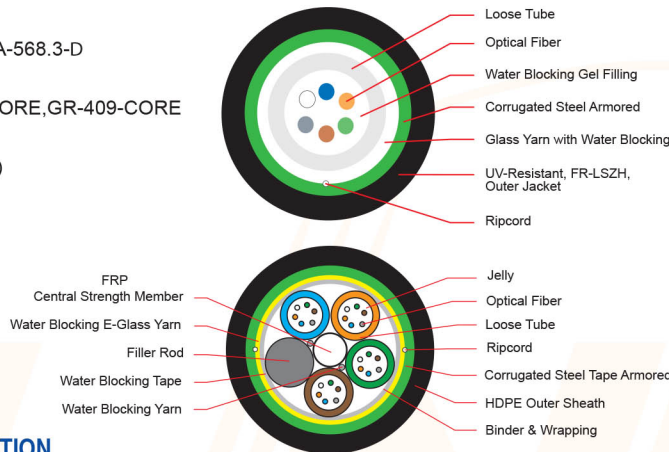 A-568.3-D
ORE,GR-409-CORE
)
Loose Tube
Optical Fiber
Water Blocking Gel Filling
Corrugated Steel Armored
Glass Yarn with Water Blocking
UV-Resistant, FR-LSZH,
Outer Jacket
Ripcord
FRP
Central Strength Member
Water Blocking E-Glass Yarn
Filler Rod
Water Blocking Tape
Water Blocking Yarn
Jelly
Optical Fiber
Loose Tube
Ripcord
Corrugated Steel Tape Armored
HDPE Outer Sheath
Binder & Wrapping
TION